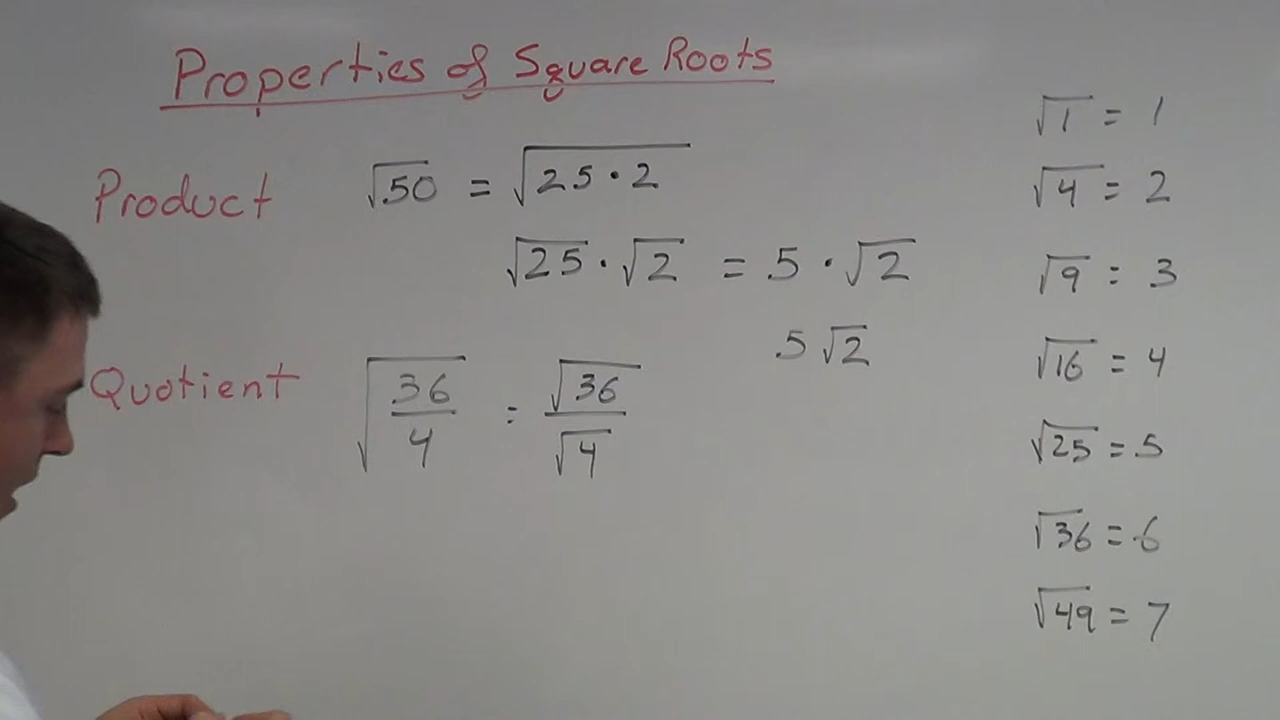 Properties of Square Roots
Product √50 = √25·2
√25 · √2 = 5 · √2
5√2
Quotient √(36/4) = √36/√4
√1 = 1
√4 = 2
√9 = 3
√16 = 4
√25 = 5
√36 = 6
√49 = 7